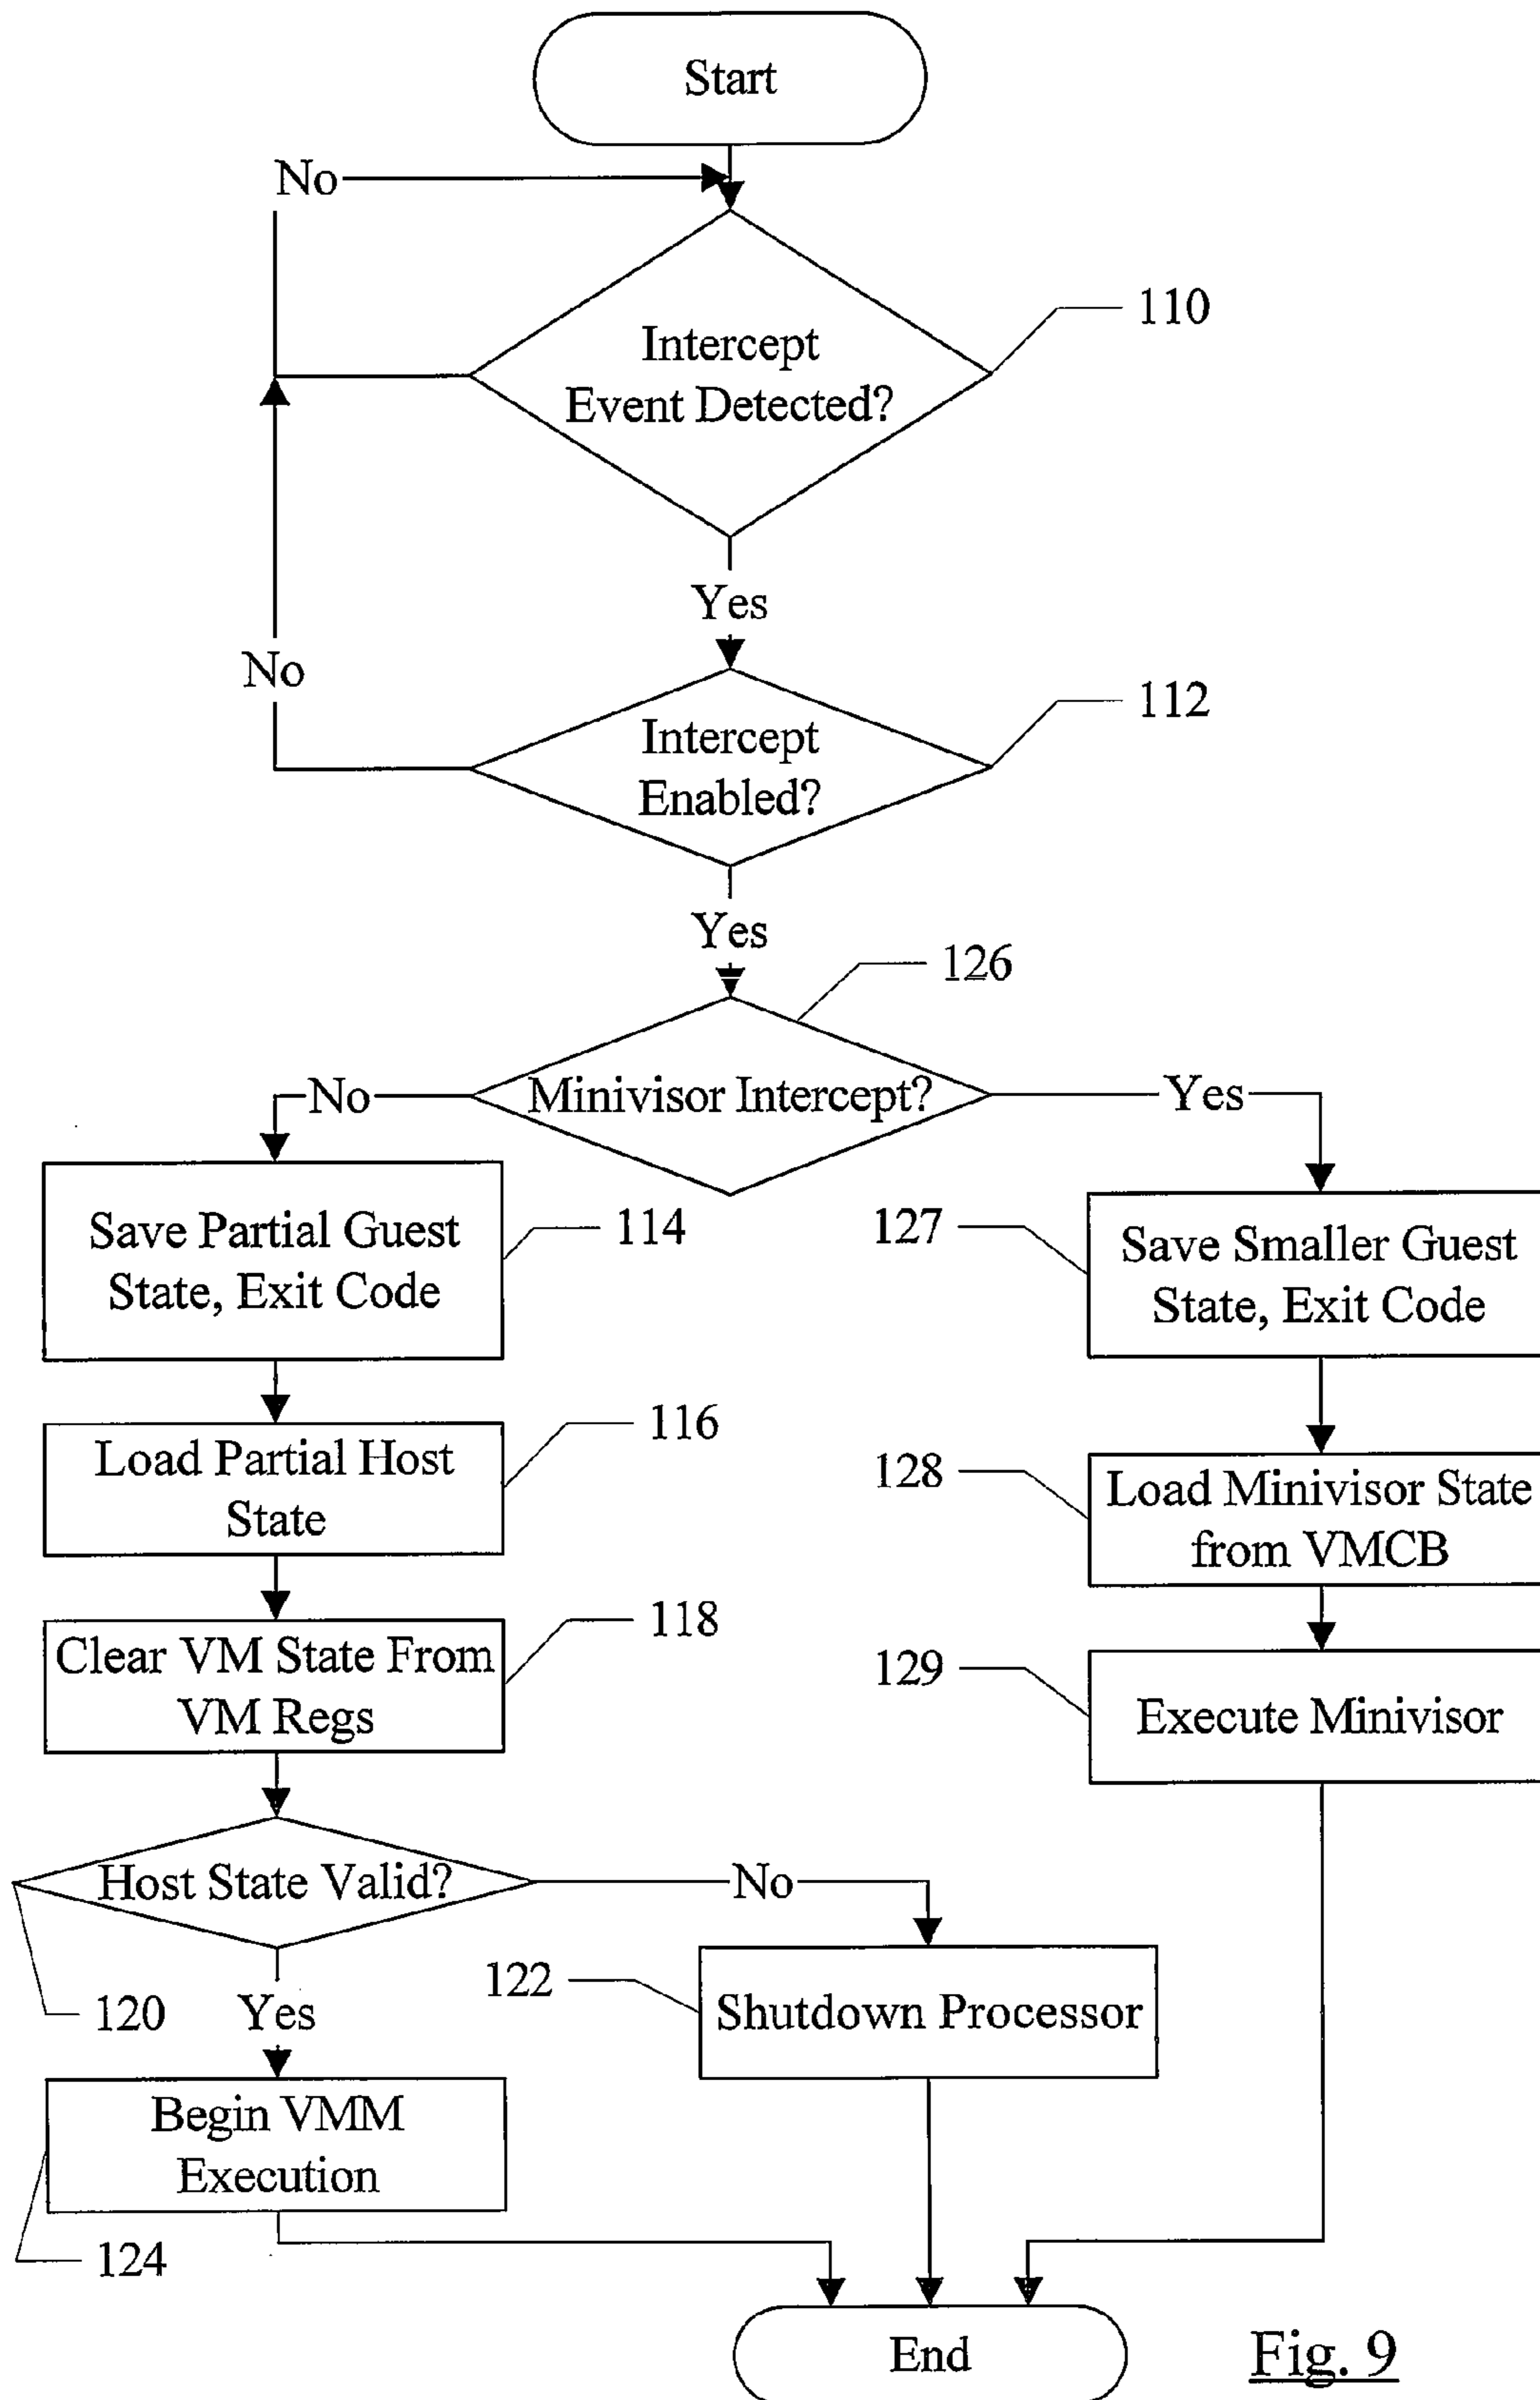 Start
No
110
Intercept
Event Detected?
Yes
No
112
Intercept
Enabled?
Yes
126
No
Minivisor Intercept?
Yes
Save Partial Guest
State, Exit Code
114
127
Save Smaller Guest
State, Exit Code
Load Partial Host
State
116
128
Load Minivisor State
from VMCB
Clear VM State From
VM Regs
118
129
Execute Minivisor
Host State Valid?
No
120
Yes
122
Shutdown Processor
Begin VMM
Execution
124
End
Fig. 9